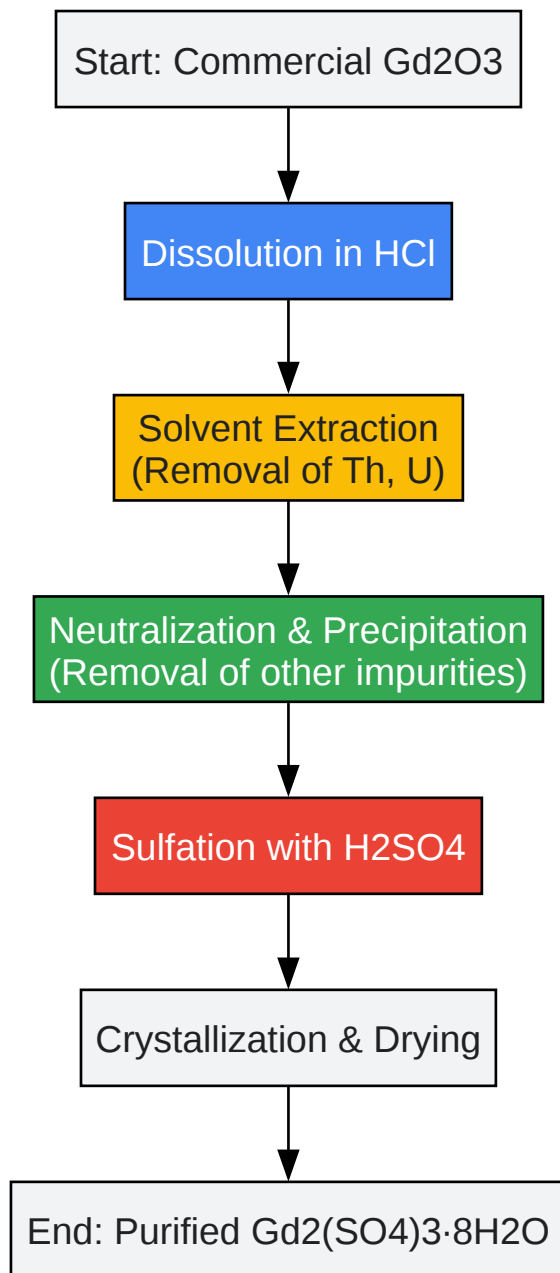 Start: Commercial Gd2O3
Dissolution in HCl
Solvent Extraction
(Removal of Th, U)
Neutralization & Precipitation
(Removal of other impurities)
Sulfation with H2SO4
Crystallization & Drying
End: Purified Gd2(SO4)3·8H2O